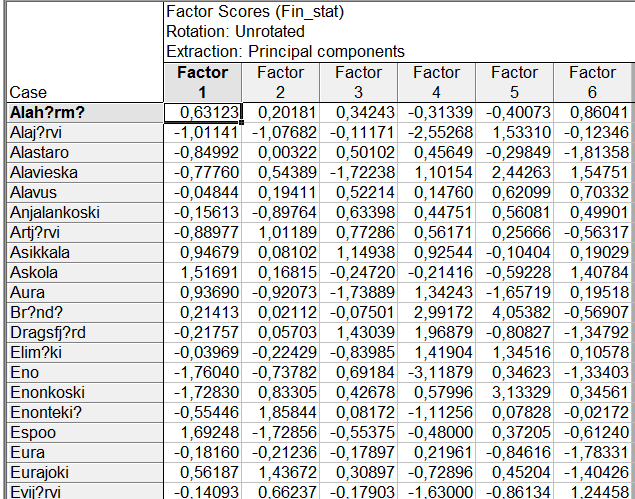 Factor Scores (Fin_stat)
Rotation: Unrotated
Extraction: Principal components
Case Factor 1 Factor 2 Factor 3 Factor 4 Factor 5 Factor 6
Alah?rm? 0,63123 0,20181 0,34243 -0,31339 -0,40073 0,86041
Alaj?rvi -1,01141 -1,07682 -0,11171 -2,55268 1,53310 -0,12346
Alastaro -0,84992 0,00322 0,50102 0,45649 -0,29849 -1,81358
Alavieska -0,77760 0,54389 -1,72238 1,10154 2,44263 1,54751
Alavus -0,04844 0,19411 0,52214 0,14760 0,62099 0,70332
Anjalankoski -0,15613 -0,89764 0,63398 0,44751 0,56081 0,49901
Artj?rvi -0,88977 1,01189 0,77286 0,56171 0,25666 -0,56317
Asikkala 0,94679 0,08102 1,14938 0,92544 -0,10404 0,19029
Askola 1,51691 0,16815 -0,24720 -0,21416 -0,59228 1,40784
Aura 0,93690 -0,92073 -1,73889 1,34243 -1,65719 0,19518
Br?nd? 0,21413 0,02112 -0,07501 2,99172 4,05382 -0,56907
Dragsfj?rd -0,21757 0,05703 1,43039 1,96879 -0,80827 -1,34792
Elim?ki -0,03969 -0,22429 -0,83985 1,41904 1,34516 0,10578
Eno -1,76040 -0,73782 0,69184 -3,11879 0,34623 -1,33403
Enonkoski -1,72830 0,83305 0,42678 0,57996 3,13329 0,34561
Enonteki? -0,55446 1,85844 0,08172 -1,11256 0,07828 -0,02172
Espoo 1,69248 -1,72856 -0,55375 -0,48000 0,37205 -0,61240
Eura -0,18160 -0,21236 -0,17897 0,21961 -0,84616 -1,78331
Eurajoki 0,56187 1,43672 0,30897 -0,72896 0,45204 -1,40426
Evij?rvi -0,14093 0,66237 -0,17903 -1,63000 -0,86134 1,24458